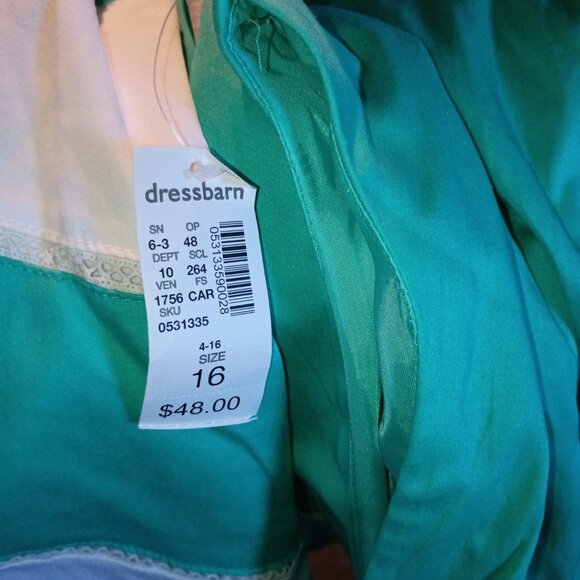 dressbarn
SN OP
6-3 48
DEPT SCL
10 264
VEN FS
1756 CAR
SKU
0531335
053133590028
4-16
SIZE
16
$48.00